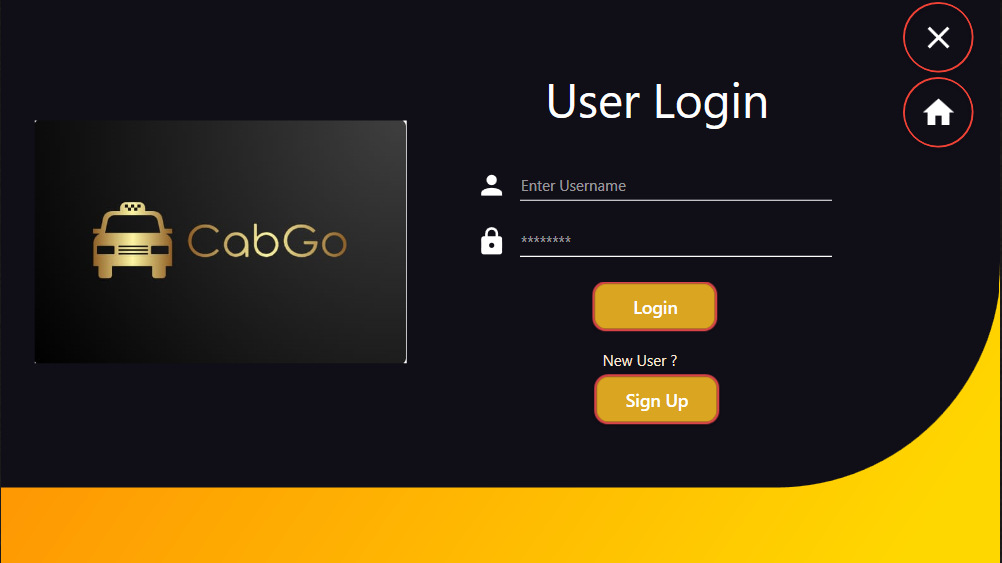 User Login
CabGo
Enter Username
********
Login
New User ?
Sign Up